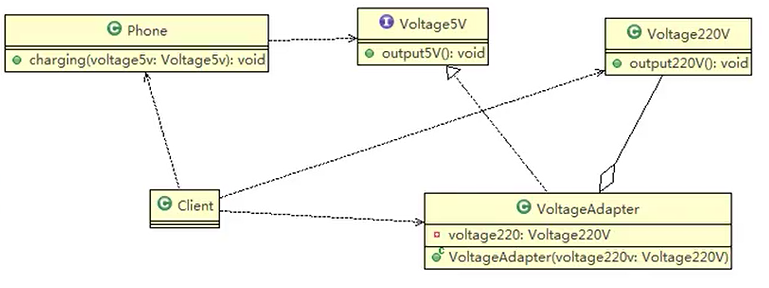 Phone
charging(voltage5v: Voltage5v): void
Voltage5V
output5V(): void
Voltage220V
output220V(): void
Client
VoltageAdapter
voltage220: Voltage220V
VoltageAdapter(voltage220v: Voltage220V)